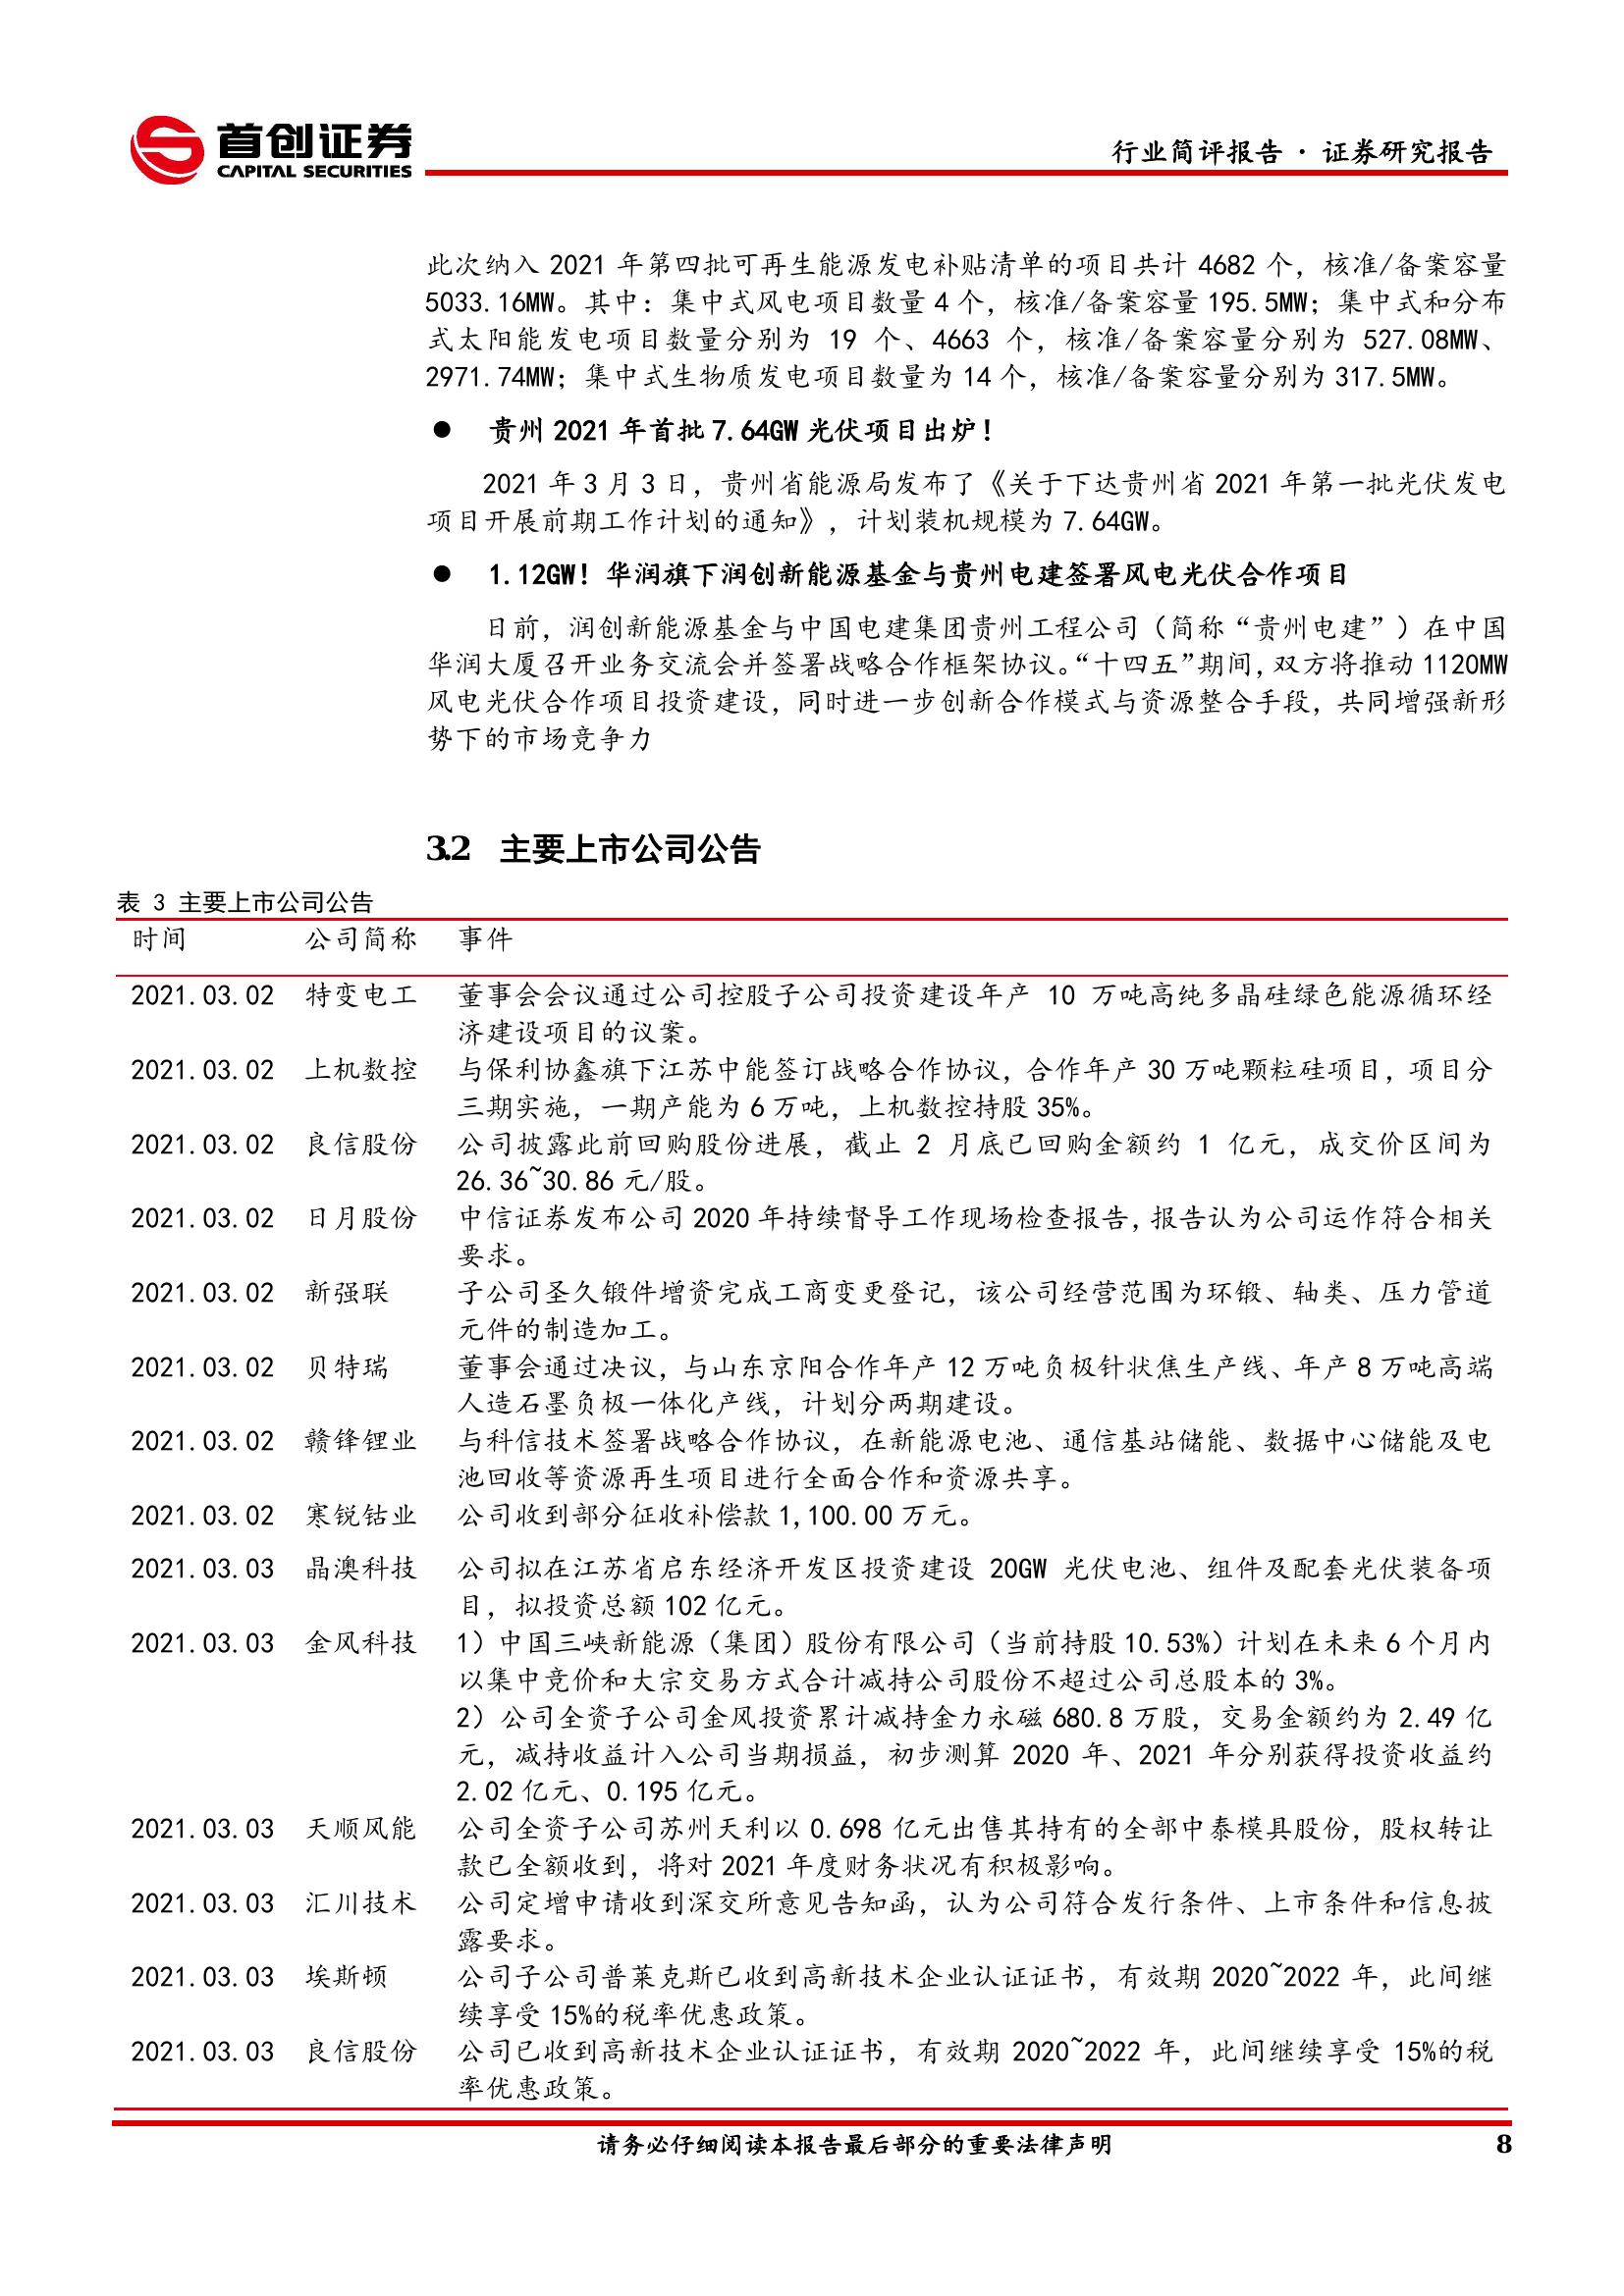 首创证券
CAPITAL SECURITIES
行业简评报告 · 证券研究报告
此次纳入 2021 年第四批可再生能源发电补贴清单的项目共计 4682 个，核准/备案容量
5033.16MW。其中：集中式风电项目数量 4 个，核准/备案容量 195.5MW；集中式和分布
式太阳能发电项目数量分别为 19 个、4663 个，核准/备案容量分别为 527.08MW、
2971.74MW；集中式生物质发电项目数量为 14 个，核准/备案容量分别为 317.5MW。
● 贵州 2021 年首批 7.64GW 光伏项目出炉！
2021 年 3 月 3 日，贵州省能源局发布了《关于下达贵州省 2021 年第一批光伏发电
项目开展前期工作计划的通知》，计划装机规模为 7.64GW。
● 1.12GW！华润旗下润创新能源基金与贵州电建签署风电光伏合作项目
日前，润创新能源基金与中国电建集团贵州工程公司（简称“贵州电建”）在中国
华润大厦召开业务交流会并签署战略合作框架协议。“十四五”期间，双方将推动 1120MW
风电光伏合作项目投资建设，同时进一步创新合作模式与资源整合手段，共同增强新形
势下的市场竞争力
3.2 主要上市公司公告
表 3 主要上市公司公告
时间 公司简称 事件
2021.03.02 特变电工 董事会会议通过公司控股子公司投资建设年产 10 万吨高纯多晶硅绿色能源循环经
济建设项目的议案。
2021.03.02 上机数控 与保利协鑫旗下江苏中能签订战略合作协议，合作年产 30 万吨颗粒硅项目，项目分
三期实施，一期产能为 6 万吨，上机数控持股 35%。
2021.03.02 良信股份 公司披露此前回购股份进展，截止 2 月底已回购金额约 1 亿元，成交价区间为
26.36~30.86 元/股。
2021.03.02 日月股份 中信证券发布公司 2020 年持续督导工作现场检查报告，报告认为公司运作符合相关
要求。
2021.03.02 新强联 子公司圣久锻件增资完成工商变更登记，该公司经营范围为环锻、轴类、压力管道
元件的制造加工。
2021.03.02 贝特瑞 董事会通过决议，与山东京阳合作年产 12 万吨负极针状焦生产线、年产 8 万吨高端
人造石墨负极一体化产线，计划分两期建设。
2021.03.02 赣锋锂业 与科信技术签署战略合作协议，在新能源电池、通信基站储能、数据中心储能及电
池回收等资源再生项目进行全面合作和资源共享。
2021.03.02 寒锐钴业 公司收到部分征收补偿款 1,100.00 万元。
2021.03.03 晶澳科技 公司拟在江苏省启东经济开发区投资建设 20GW 光伏电池、组件及配套光伏装备项
目，拟投资总额 102 亿元。
2021.03.03 金风科技 1）中国三峡新能源（集团）股份有限公司（当前持股 10.53%）计划在未来 6 个月内
以集中竞价和大宗交易方式合计减持公司股份不超过公司总股本的 3%。
2）公司全资子公司金风投资累计减持金力永磁 680.8 万股，交易金额约为 2.49 亿
元，减持收益计入公司当期损益，初步测算 2020 年、2021 年分别获得投资收益约
2.02 亿元、0.195 亿元。
2021.03.03 天顺风能 公司全资子公司苏州天利以 0.698 亿元出售其持有的全部中泰模具股份，股权转让
款已全额收到，将对 2021 年度财务状况有积极影响。
2021.03.03 汇川技术 公司定增申请收到深交所意见告知函，认为公司符合发行条件、上市条件和信息披
露要求。
2021.03.03 埃斯顿 公司子公司普莱克斯已收到高新技术企业认证证书，有效期 2020~2022 年，此间继
续享受 15%的税率优惠政策。
2021.03.03 良信股份 公司已收到高新技术企业认证证书，有效期 2020~2022 年，此间继续享受 15%的税
率优惠政策。
请务必仔细阅读本报告最后部分的重要法律声明 8